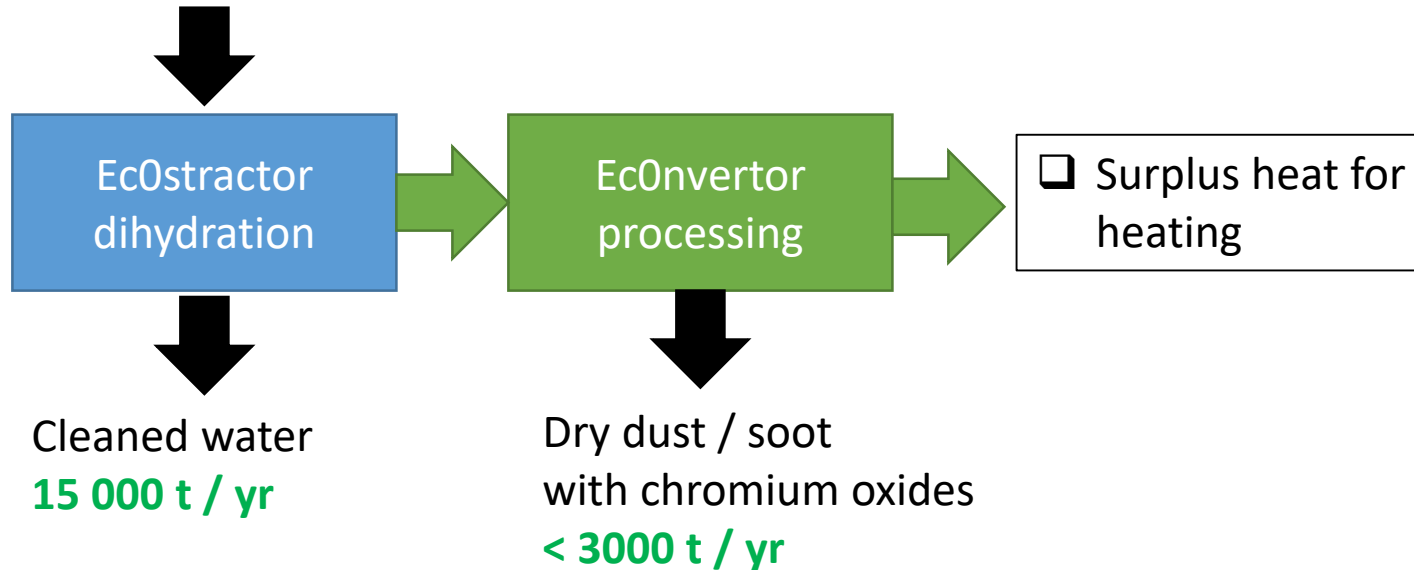 Ec0stractor
dihydration
Ec0nvertor
processing
❑ Surplus heat for
heating
Cleaned water
15 000 t / yr
Dry dust / soot
with chromium oxides
< 3000 t / yr